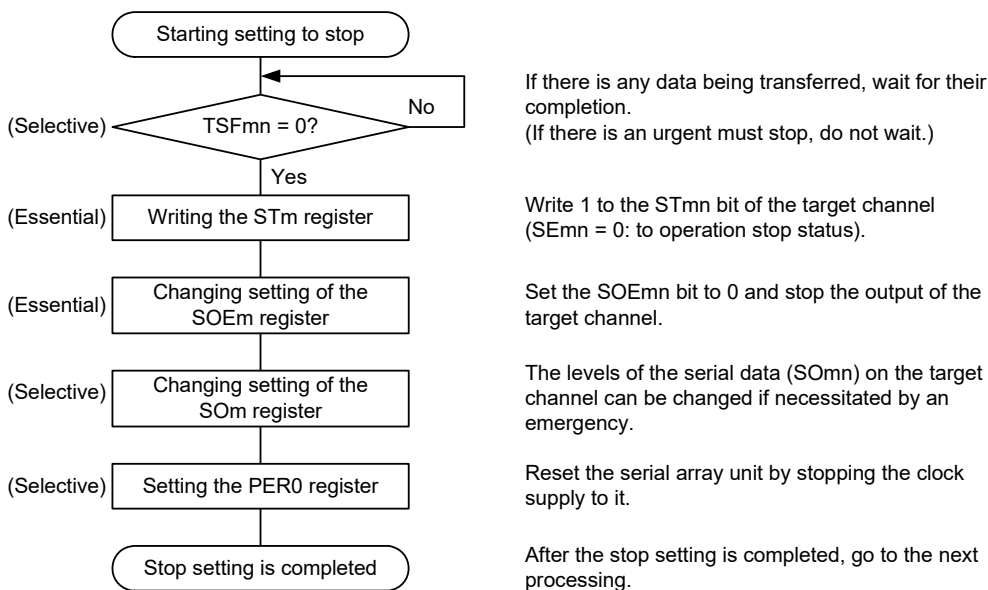 Starting setting to stop
If there is any data being transferred, wait for their
completion.
(If there is an urgent must stop, do not wait.)
No
(Selective)
TSFmn = 0?
Yes
(Essential)
Writing the STm register
Write 1 to the STmn bit of the target channel
(SEmn = 0: to operation stop status).
(Essential)
Changing setting of the
SOEm register
Set the SOEmn bit to 0 and stop the output of the
target channel.
(Selective)
Changing setting of the
SOm register
The levels of the serial data (SOmn) on the target
channel can be changed if necessitated by an
emergency.
(Selective)
Setting the PER0 register
Reset the serial array unit by stopping the clock
supply to it.
Stop setting is completed
After the stop setting is completed, go to the next
processing.